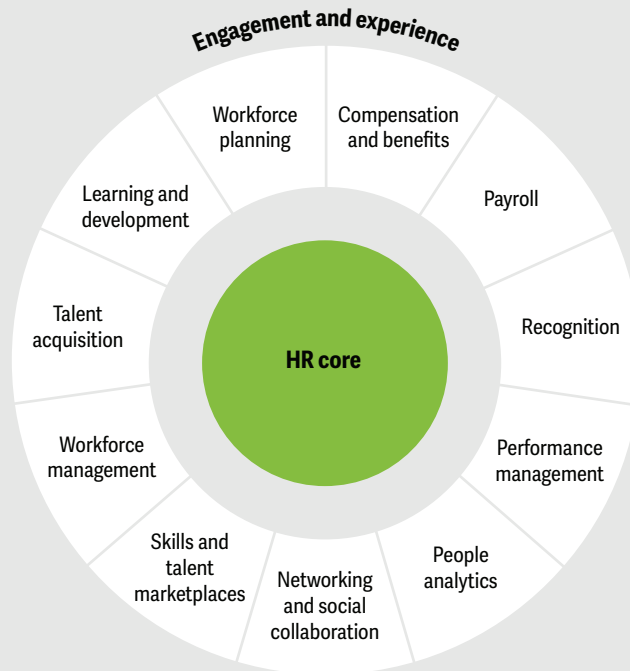 Engagement and experience
Workforce
planning
Compensation
and benefits
Learning and
development
Payroll
Talent
acquisition
Recognition
HR core
Workforce
management
Performance
management
Skills and
talent
marketplaces
People
analytics
Networking
and social
collaboration